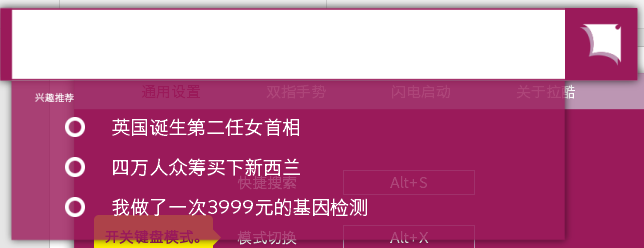 通用设置 双指手势 闪电启动 关于拉酷
兴趣推荐
英国诞生第二任女首相
四万人众筹买下新西兰
快捷搜索 Alt+S
我做了一次3999元的基因检测
开关键盘模式。 模式切换 Alt+X